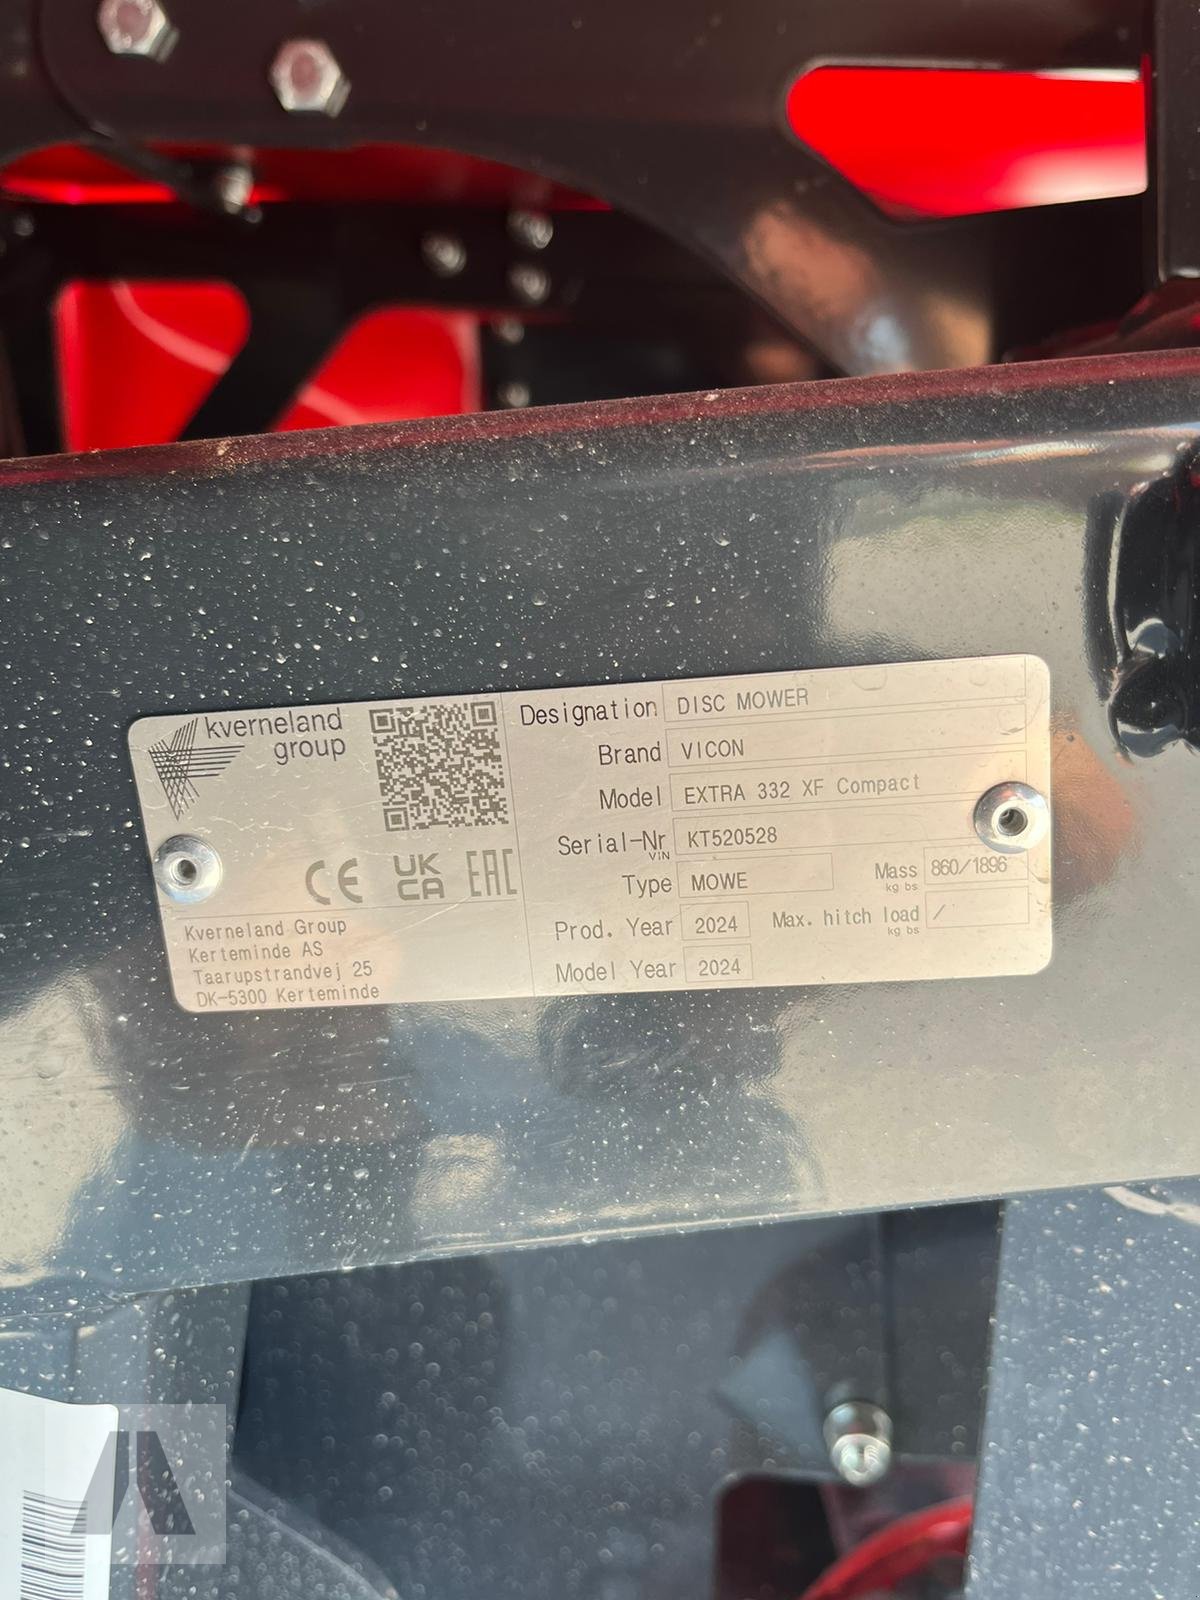 kverneland
group
CE UK CA EAC
Kverneland Group
Kerteminde AS
Taarupstrandvej 25
DK-5300 Kerteminde
Designation DISC MOWER
Brand VICON
Model EXTRA 332 XF Compact
Serial-Nr KT520528
VIN
Type MOWE
Mass 860/1896
kg bs
Prod. Year 2024
Max. hitch load /
kg bs
Model Year 2024